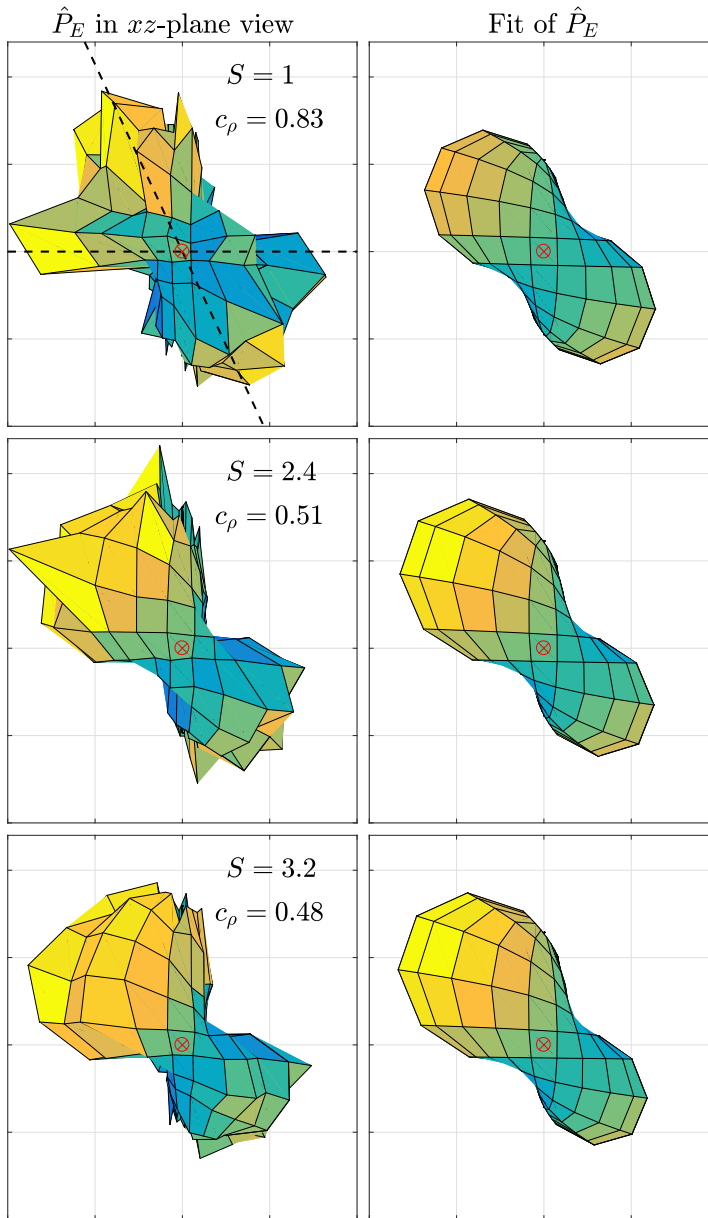 P̂_E in xz-plane view
Fit of P̂_E
S = 1
c_ρ = 0.83
S = 2.4
c_ρ = 0.51
S = 3.2
c_ρ = 0.48